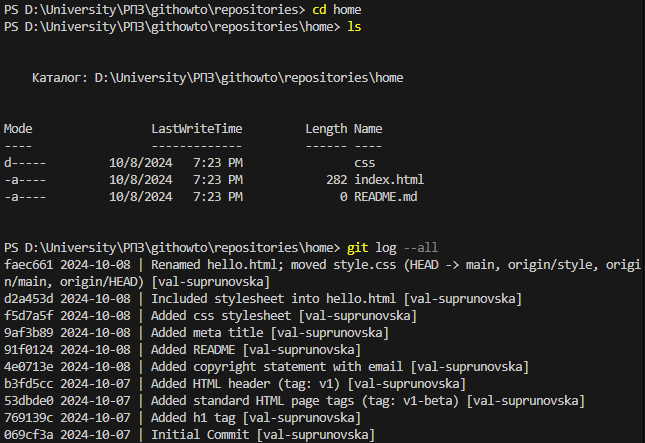 PS D:\University\РПЗ\githowto\repositories> cd home
PS D:\University\РПЗ\githowto\repositories\home> ls
Каталог: D:\University\РПЗ\githowto\repositories\home
Mode LastWriteTime Length Name
---- ------------- ------ ----
d----- 10/8/2024 7:23 PM css
-a---- 10/8/2024 7:23 PM 282 index.html
-a---- 10/8/2024 7:23 PM 0 README.md
PS D:\University\РПЗ\githowto\repositories\home> git log --all
faec661 2024-10-08 | Renamed hello.html; moved style.css (HEAD -> main, origin/style, origi
n/main, origin/HEAD) [val-suprunovska]
d2a453d 2024-10-08 | Included stylesheet into hello.html [val-suprunovska]
f5d7a5f 2024-10-08 | Added css stylesheet [val-suprunovska]
9af3b89 2024-10-08 | Added meta title [val-suprunovska]
91f0124 2024-10-08 | Added README [val-suprunovska]
4e0713e 2024-10-08 | Added copyright statement with email [val-suprunovska]
b3fd5cc 2024-10-07 | Added HTML header (tag: v1) [val-suprunovska]
53dbde0 2024-10-07 | Added standard HTML page tags (tag: v1-beta) [val-suprunovska]
769139c 2024-10-07 | Added h1 tag [val-suprunovska]
069cf3a 2024-10-07 | Initial Commit [val-suprunovska]